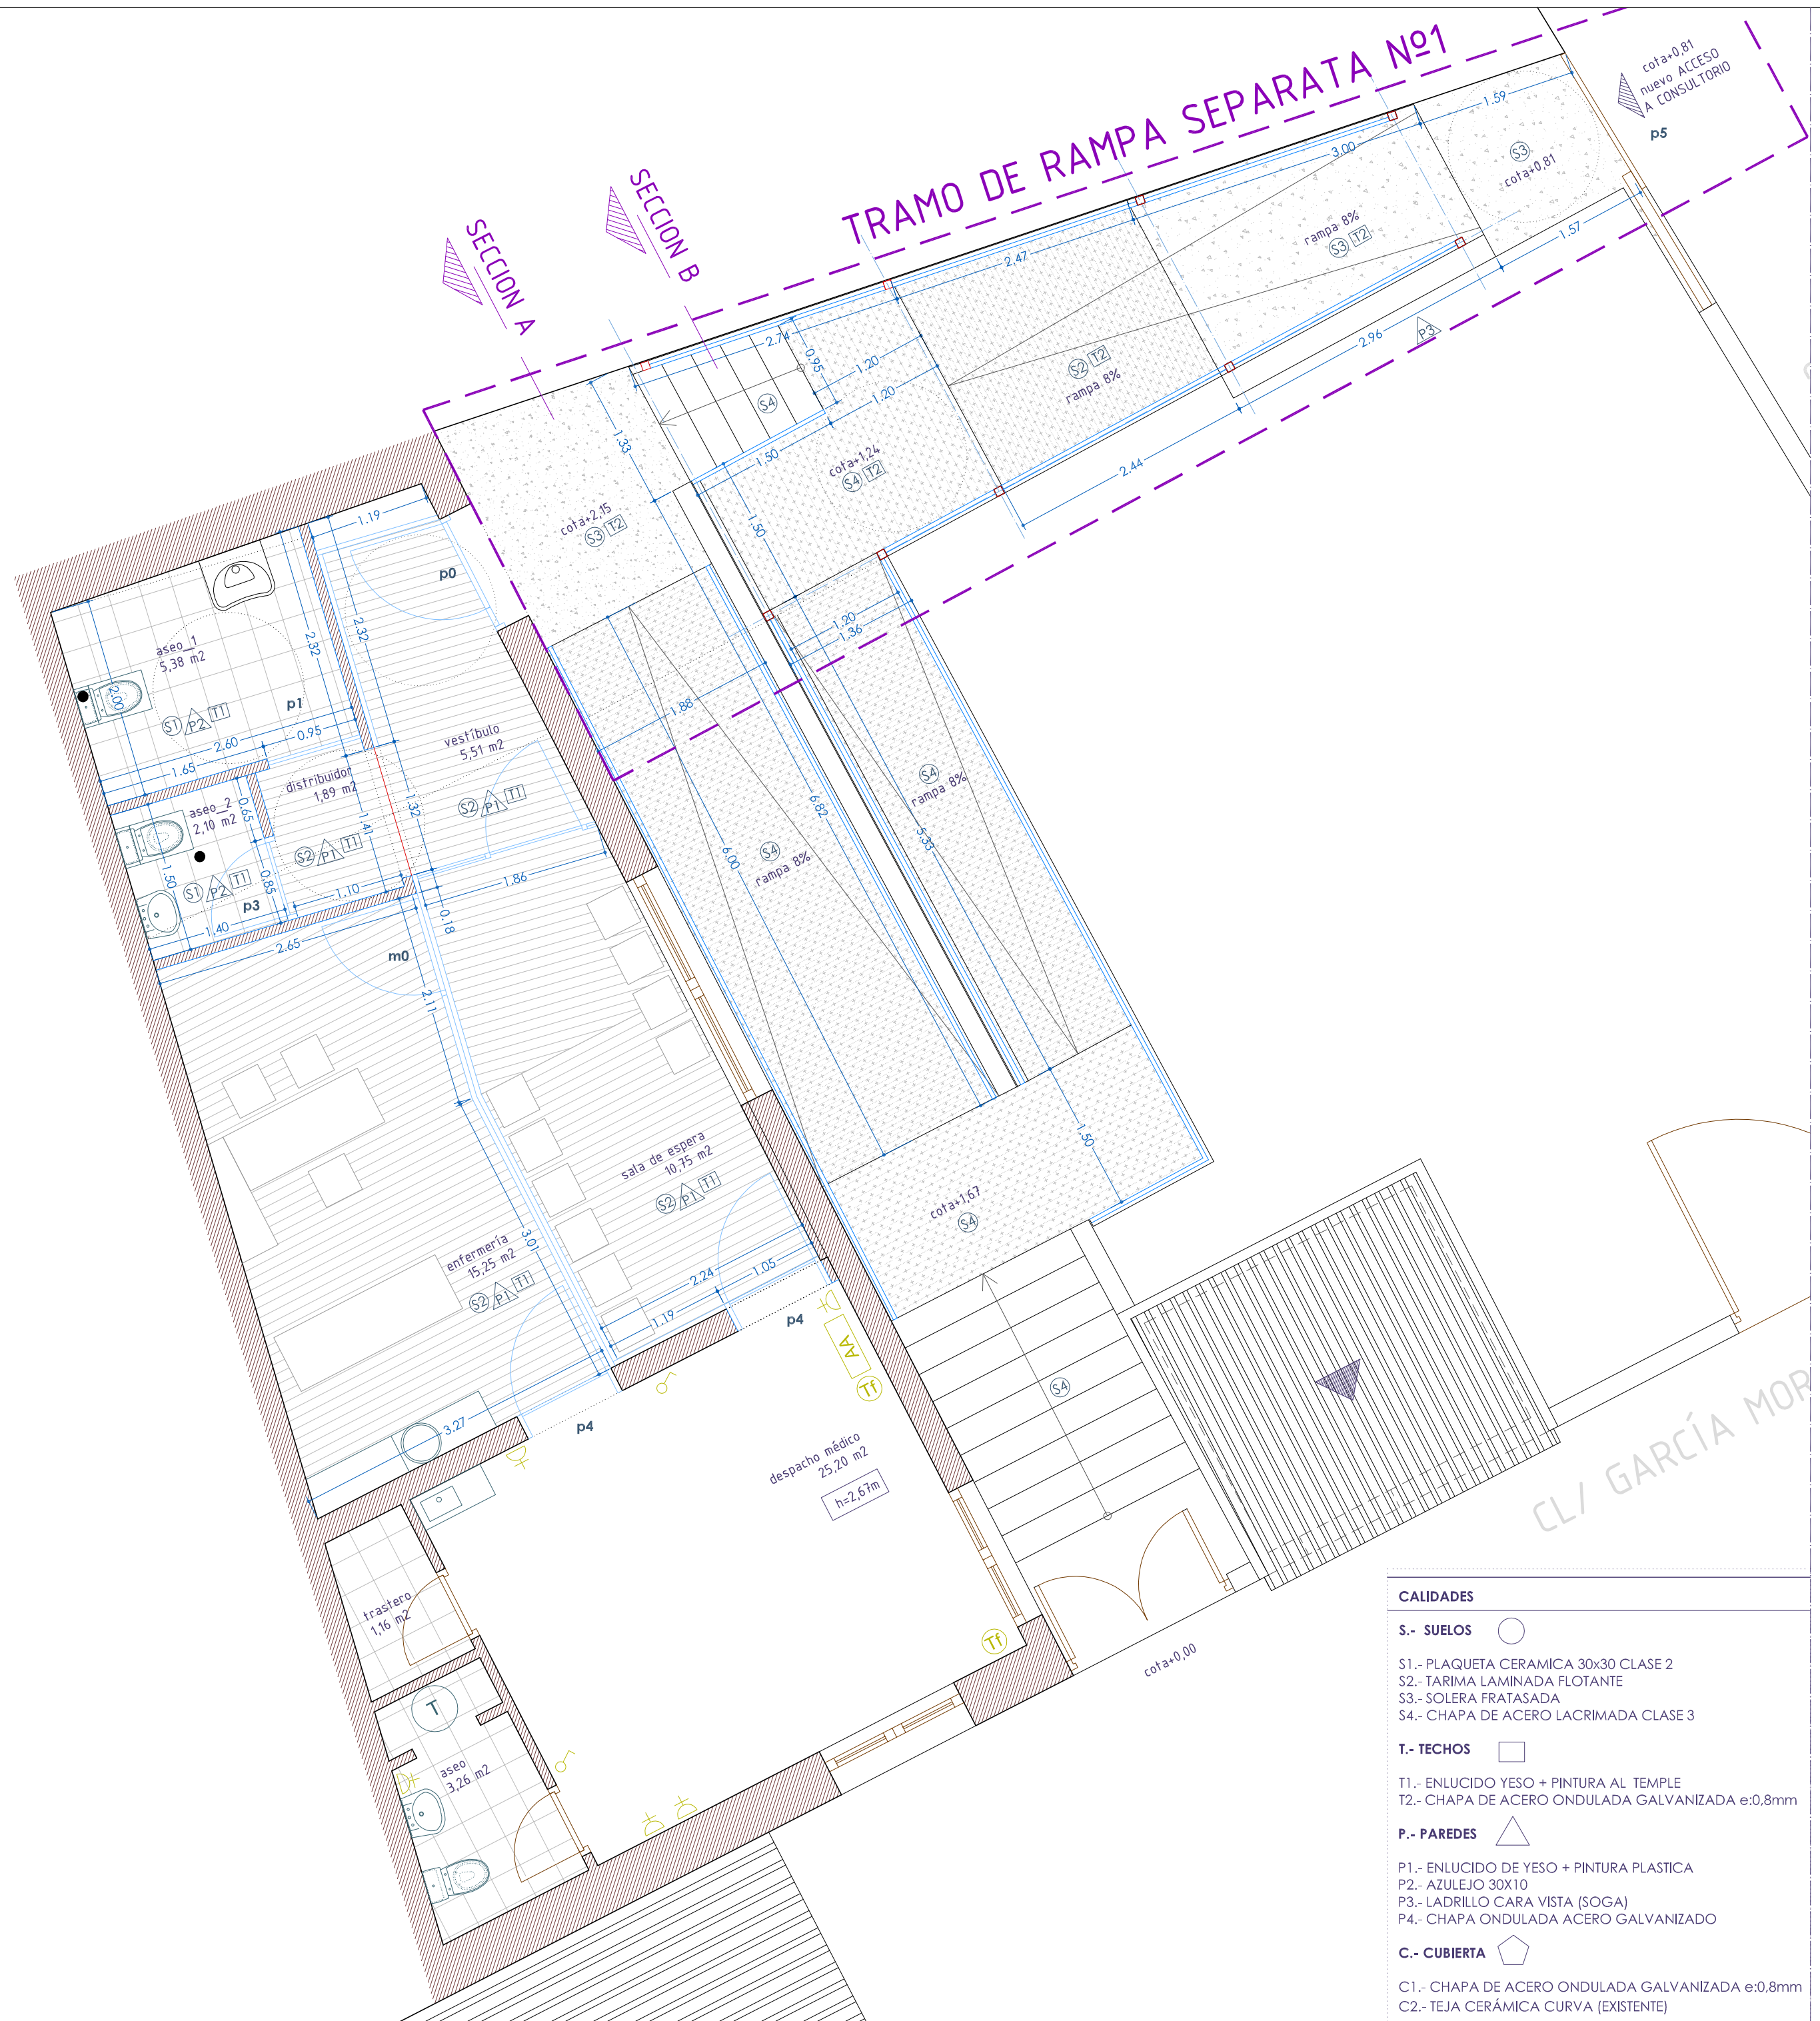 TRAMO DE RAMPA SEPARATA Nº1
cota+0,81
nuevo ACCESO
A CONSULTORIO
p5
SECCION A
SECCION B
1.59
S3
cota+0,81
3.00
rampa 8%
S3 T2
1.57
2.47
2.96
P3
S2 T2
rampa 8%
2.74
0.95
1.20
1.20
S4
1.33
1.50
cota+1,24
S4 T2
2.44
cota+2,15
S3 T2
1.50
1.19
p0
2.32
2.32
aseo_1
5,38 m2
2.00
S1 P2 T1
p1
2.60
0.95
1.65
vestíbulo
5,51 m2
S2 P1 T1
distribuidor
1,89 m2
1.32
1.41
S2 P1 T1
aseo_2
2,10 m2
0.65
1.50
S1 P2 T1
0.85
p3
1.10
1.40
2.65
1.86
0.18
m0
2.11
1.20
1.36
1.88
S4
rampa 8%
6.82
5.33
6.00
S4
rampa 8%
1.50
cota+1,67
S4
sala de espera
10,75 m2
S2 P1 T1
3.01
enfermería
15,25 m2
S2 P1 T1
2.24
1.05
1.19
p4
AA
Tf
3.27
p4
S4
despacho médico
25,20 m2
h=2,67m
trastero
1,16 m2
T
aseo
3,26 m2
Tf
cota+0,00
CL/ GARCÍA MOR
CALIDADES
S.- SUELOS
S1.- PLAQUETA CERAMICA 30x30 CLASE 2
S2.- TARIMA LAMINADA FLOTANTE
S3.- SOLERA FRATASADA
S4.- CHAPA DE ACERO LACRIMADA CLASE 3
T.- TECHOS
T1.- ENLUCIDO YESO + PINTURA AL TEMPLE
T2.- CHAPA DE ACERO ONDULADA GALVANIZADA e:0,8mm
P.- PAREDES
P1.- ENLUCIDO DE YESO + PINTURA PLASTICA
P2.- AZULEJO 30X10
P3.- LADRILLO CARA VISTA (SOGA)
P4.- CHAPA ONDULADA ACERO GALVANIZADO
C.- CUBIERTA
C1.- CHAPA DE ACERO ONDULADA GALVANIZADA e:0,8mm
C2.- TEJA CERÁMICA CURVA (EXISTENTE)